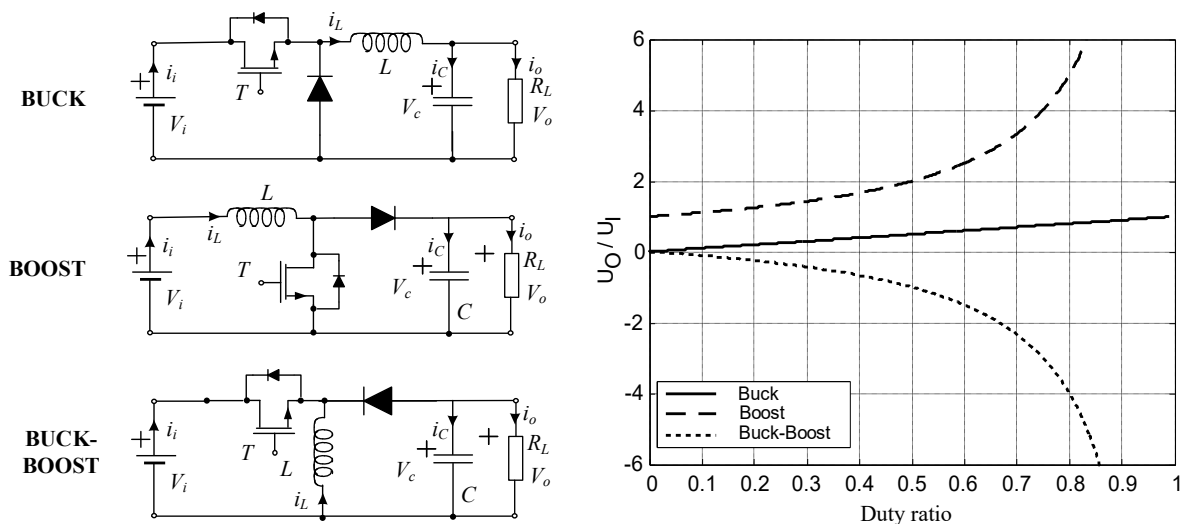 BUCK
i_i
+
V_i
T
i_L
L
i_C
+
V_c
i_o
R_L
V_o
BOOST
i_i
+
V_i
L
i_L
T
i_C
+
V_c
C
i_o
+
R_L
V_o
BUCK-
BOOST
i_i
+
V_i
T
L
i_L
i_C
+
V_c
C
i_o
+
R_L
V_o
U_O / U_I
6
4
2
0
-2
-4
-6
Buck
Boost
Buck-Boost
0 0.1 0.2 0.3 0.4 0.5 0.6 0.7 0.8 0.9 1
Duty ratio